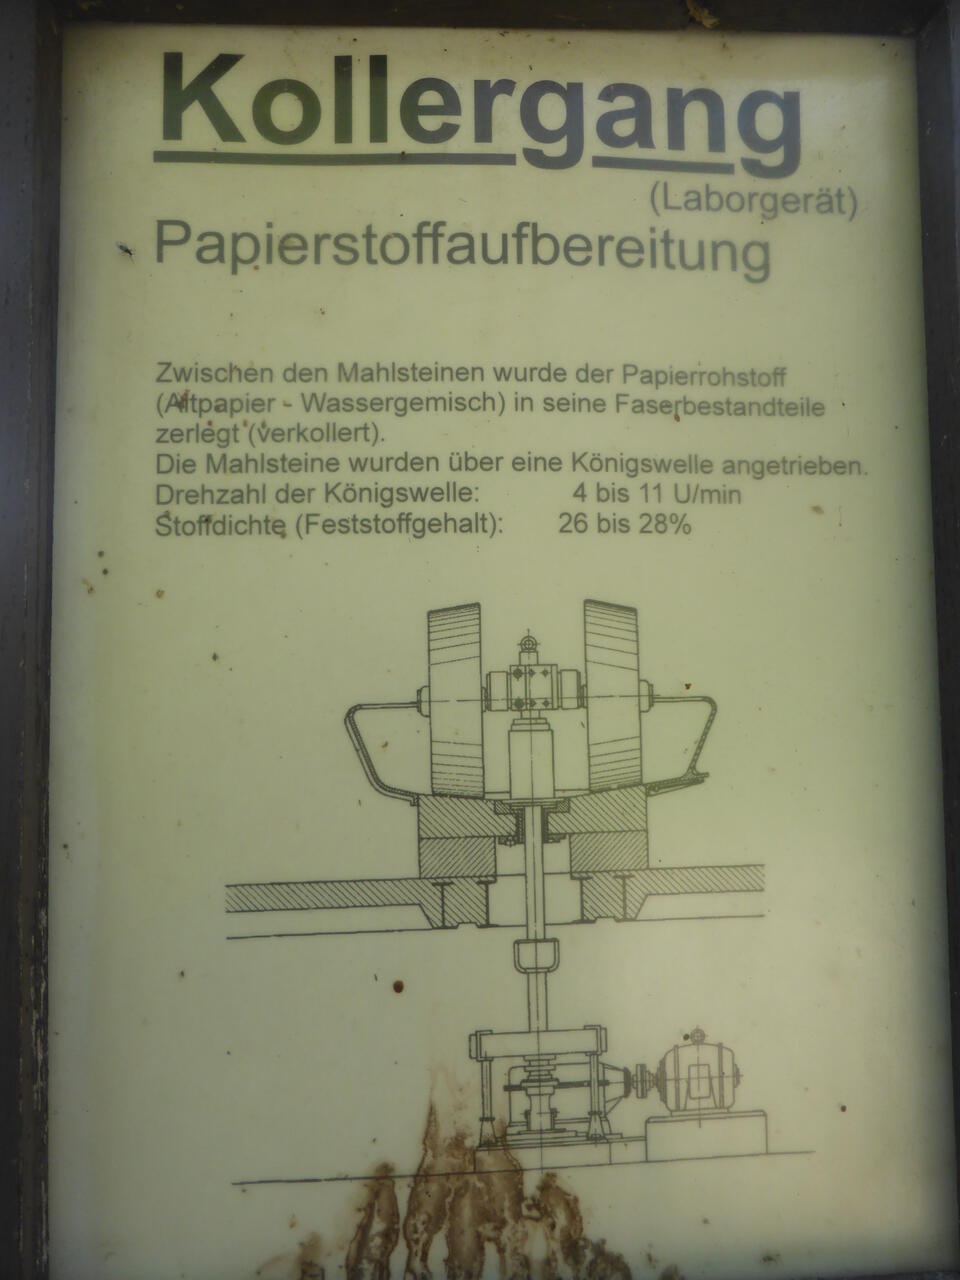 Kollergang
(Laborgerät)
Papierstoffaufbereitung
Zwischen den Mahlsteinen wurde der Papierrohstoff
(Altpapier - Wassergemisch) in seine Faserbestandteile
zerlegt (verkollert).
Die Mahlsteine wurden über eine Königswelle angetrieben.
Drehzahl der Königswelle: 4 bis 11 U/min
Stoffdichte (Feststoffgehalt): 26 bis 28%